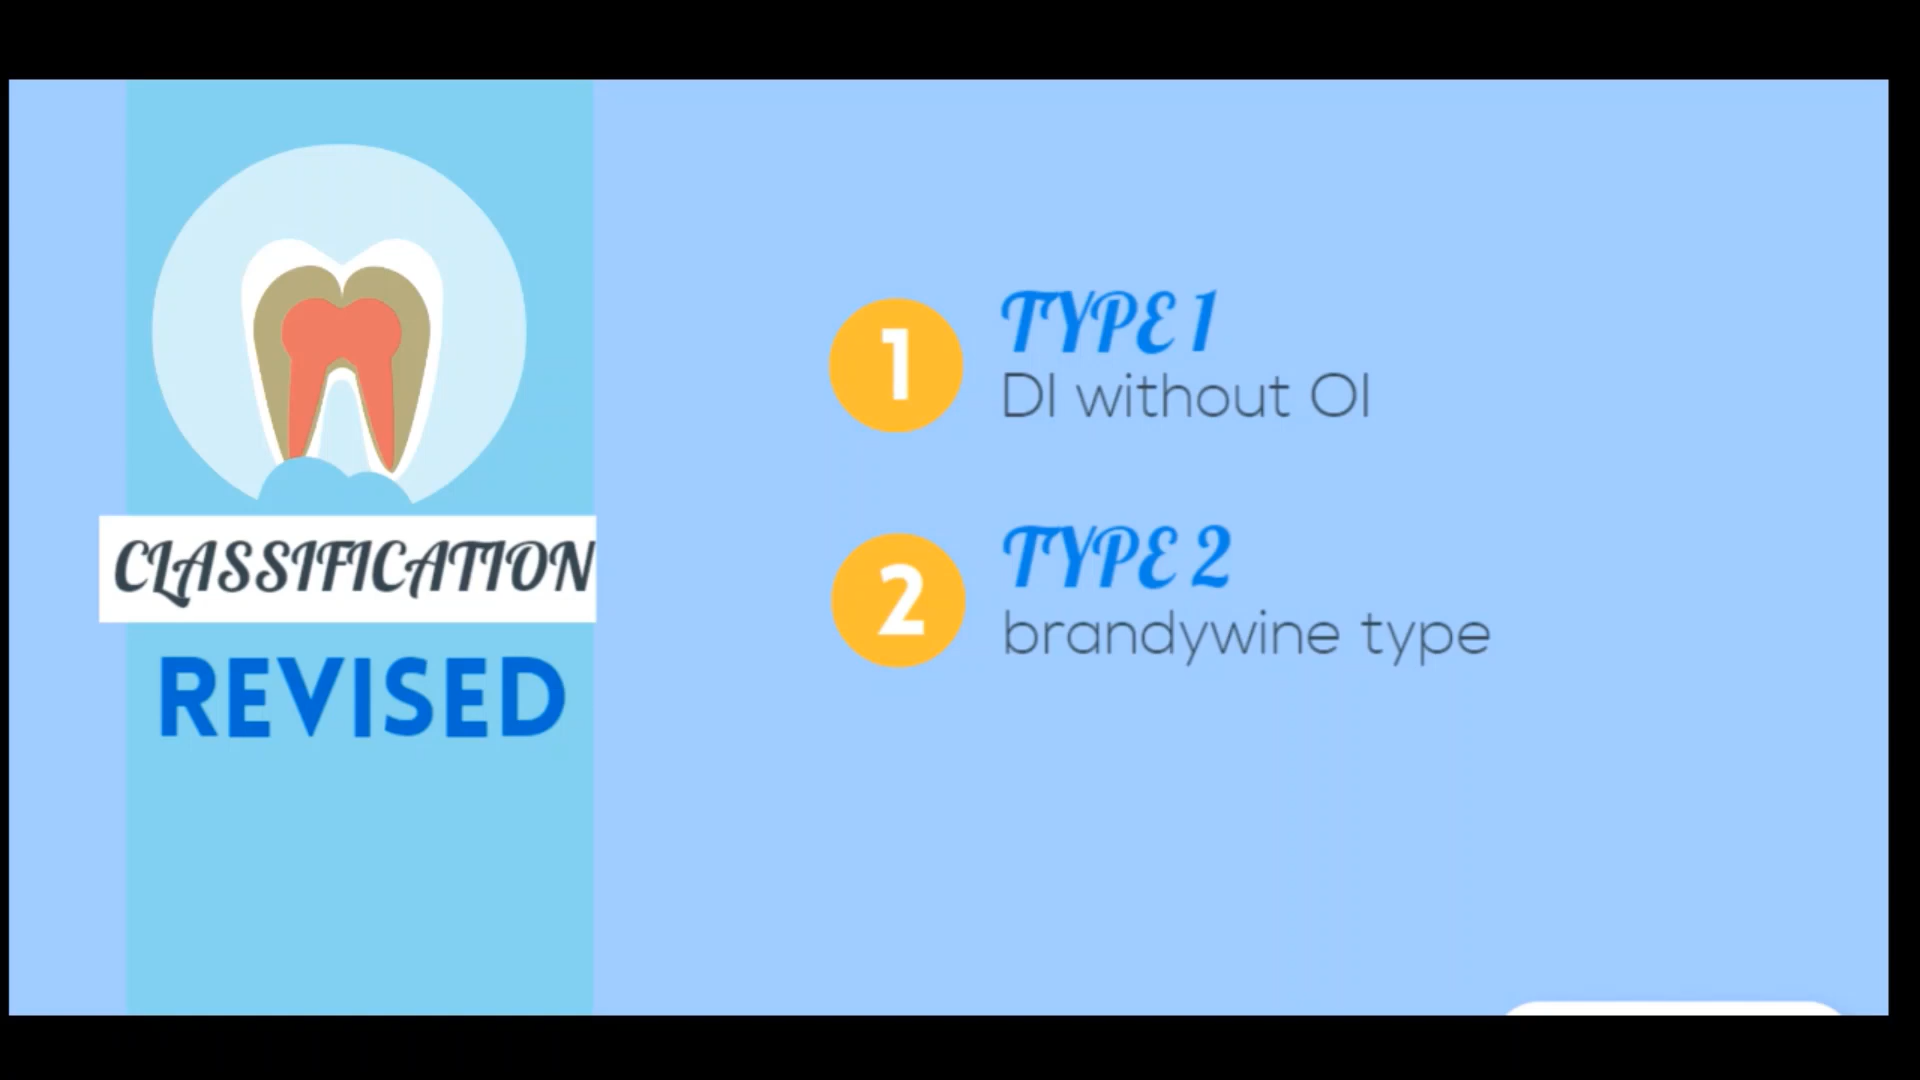 CLASSIFICATION
REVISED
1
TYPE 1
DI without OI
2
TYPE 2
brandywine type